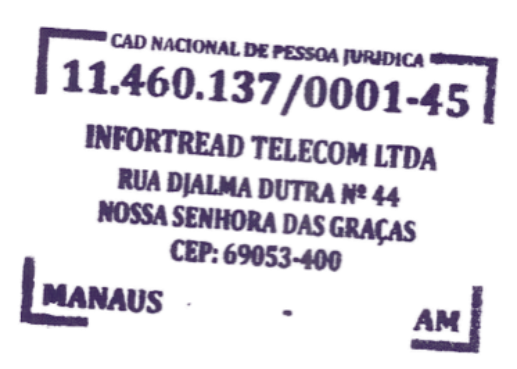 CAD NACIONAL DE PESSOA JURIDICA
11.460.137/0001-45
INFORTREAD TELECOM LTDA
RUA DJALMA DUTRA Nº 44
NOSSA SENHORA DAS GRAÇAS
CEP: 69053-400
MANAUS - AM